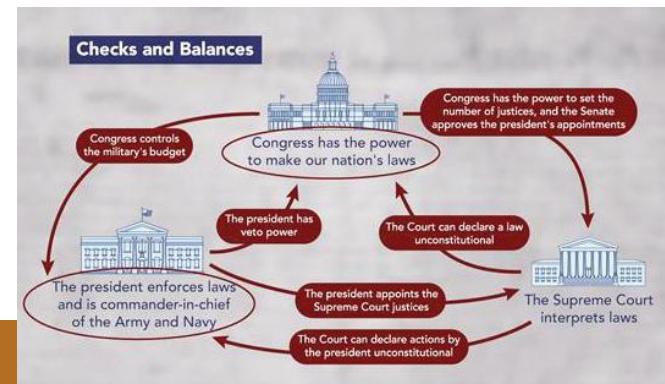 Checks and Balances
Congress has the power to set the
number of justices, and the Senate
approves the president's appointments
Congress controls
the military's budget
Congress has the power
to make our nation's laws
The president has
veto power
The Court can declare a law
unconstitutional
The president enforces laws
and is commander-in-chief
of the Army and Navy
The president appoints the
Supreme Court justices
The Supreme Court
interprets laws
The Court can declare actions by
the president unconstitutional